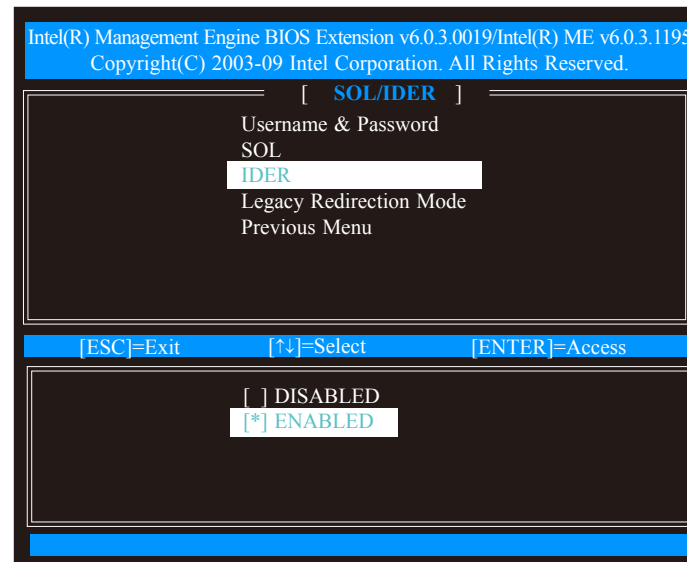 Intel(R) Management Engine BIOS Extension v6.0.3.0019/Intel(R) ME v6.0.3.1195
Copyright(C) 2003-09 Intel Corporation. All Rights Reserved.
[ SOL/IDER ]
Username & Password
SOL
IDER
Legacy Redirection Mode
Previous Menu
[ESC]=Exit [↑↓]=Select [ENTER]=Access
[ ] DISABLED
[*] ENABLED